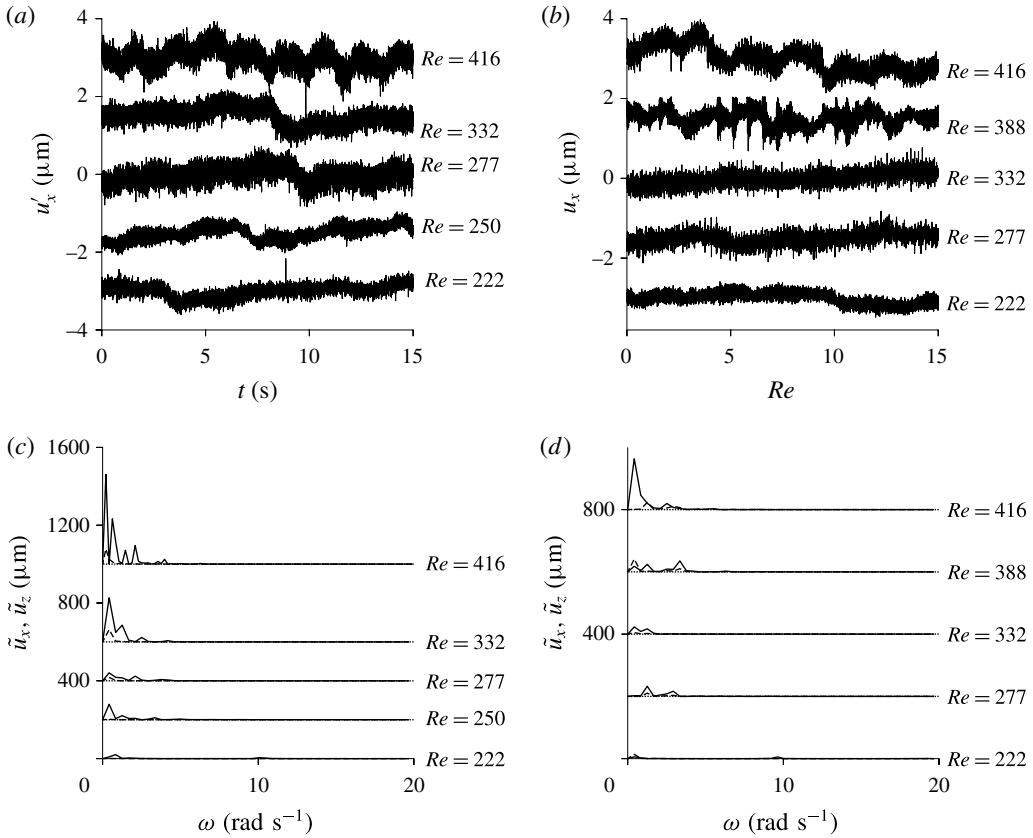 (a)
4
2
0
−2
−4
u′x (μm)
Re = 416
Re = 332
Re = 277
Re = 250
Re = 222
0 5 10 15
t (s)
(b)
4
2
0
−2
ux (μm)
Re = 416
Re = 388
Re = 332
Re = 277
Re = 222
0 5 10 15
Re
(c)
1600
1200
800
400
0
ũx, ũz (μm)
Re = 416
Re = 332
Re = 277
Re = 250
Re = 222
10 20
ω (rad s−1)
(d)
800
400
0
ũx, ũz (μm)
Re = 416
Re = 388
Re = 332
Re = 277
Re = 222
10 20
ω (rad s−1)